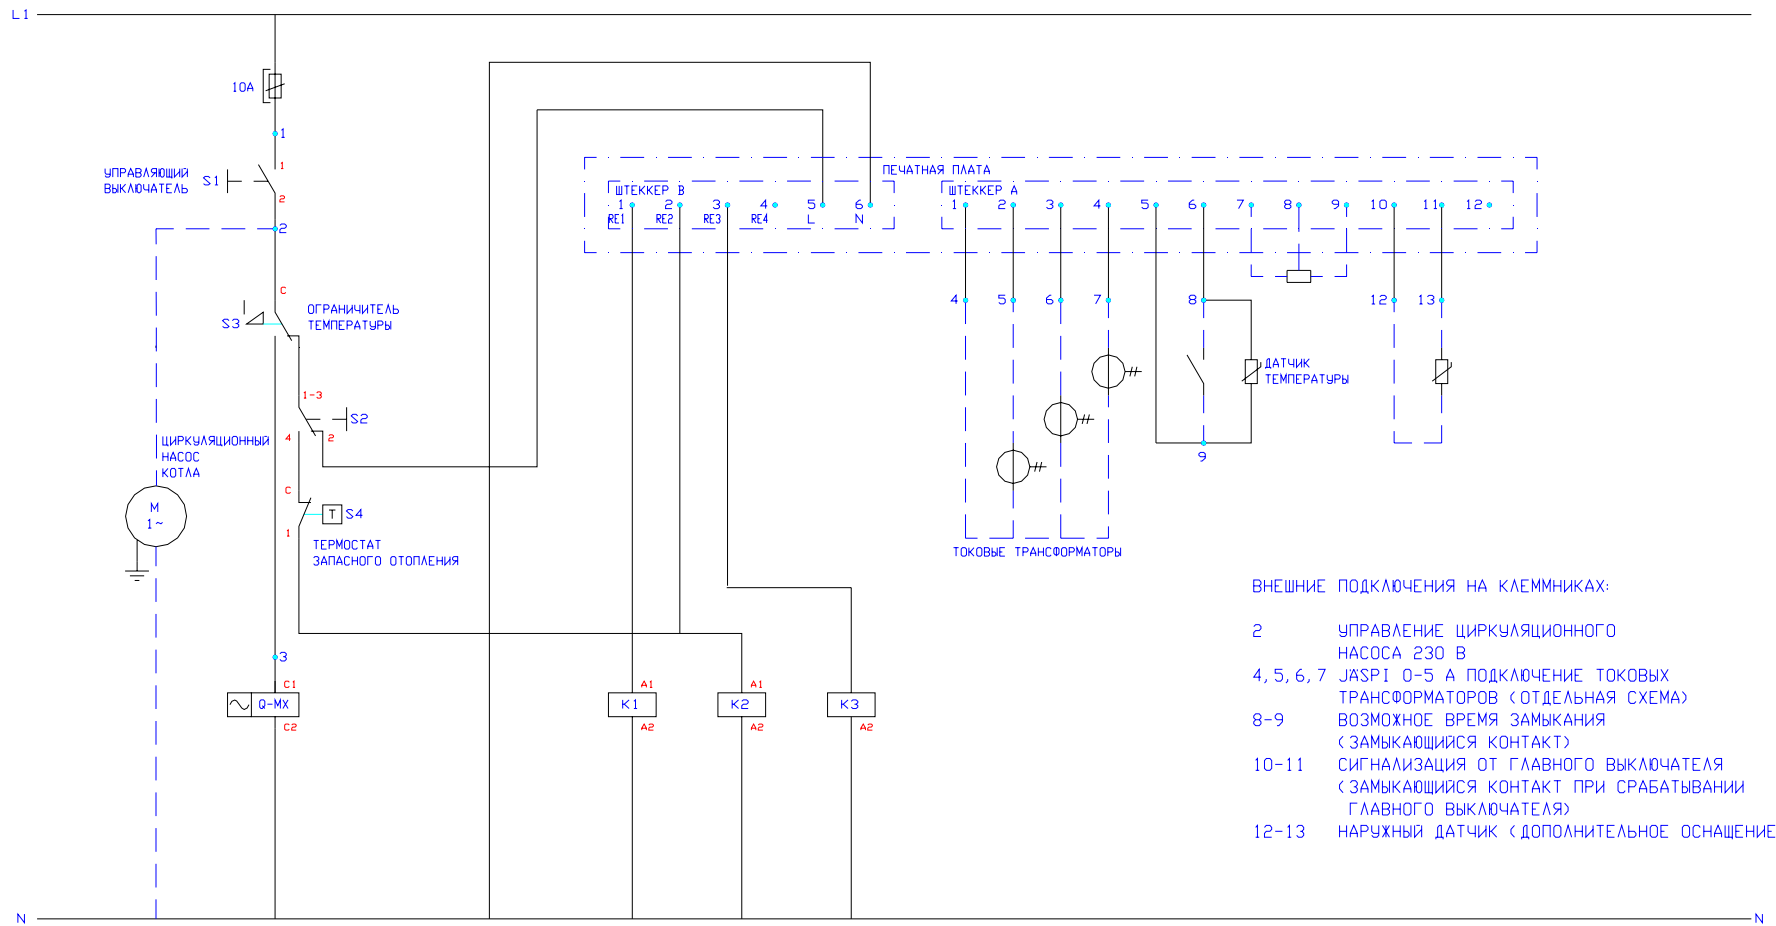 L1
10A
1
1
УПРАВЛЯЮЩИЙ
ВЫКЛЮЧАТЕЛЬ
S1
2
2
ПЕЧАТНАЯ ПЛАТА
ШТЕККЕР B
1 2 3 4 5 6
RE1 RE2 RE3 RE4 L N
ШТЕККЕР A
1 2 3 4 5 6 7 8 9 10 11 12
C
S3
ОГРАНИЧИТЕЛЬ
ТЕМПЕРАТУРЫ
4 5 6 7 8 12 13
ДАТЧИК
ТЕМПЕРАТУРЫ
1-3
S2
4 2
ЦИРКУЛЯЦИОННЫЙ
НАСОС
КОТЛА
9
C
M
1~
T S4
1
ТЕРМОСТАТ
ЗАПАСНОГО ОТОПЛЕНИЯ
ТОКОВЫЕ ТРАНСФОРМАТОРЫ
3
C1 A1 A1
Q-MX K1 K2 K3
C2 A2 A2 A2
ВНЕШНИЕ ПОДКЛЮЧЕНИЯ НА КЛЕММНИКАХ:
2 УПРАВЛЕНИЕ ЦИРКУЛЯЦИОННОГО
НАСОСА 230 В
4,5,6,7 JÄSPI 0-5 A ПОДКЛЮЧЕНИЕ ТОКОВЫХ
ТРАНСФОРМАТОРОВ (ОТДЕЛЬНАЯ СХЕМА)
8-9 ВОЗМОЖНОЕ ВРЕМЯ ЗАМЫКАНИЯ
(ЗАМЫКАЮЩИЙСЯ КОНТАКТ)
10-11 СИГНАЛИЗАЦИЯ ОТ ГЛАВНОГО ВЫКЛЮЧАТЕЛЯ
(ЗАМЫКАЮЩИЙСЯ КОНТАКТ ПРИ СРАБАТЫВАНИИ
ГЛАВНОГО ВЫКЛЮЧАТЕЛЯ)
12-13 НАРУЖНЫЙ ДАТЧИК (ДОПОЛНИТЕЛЬНОЕ ОСНАЩЕНИЕ
N N